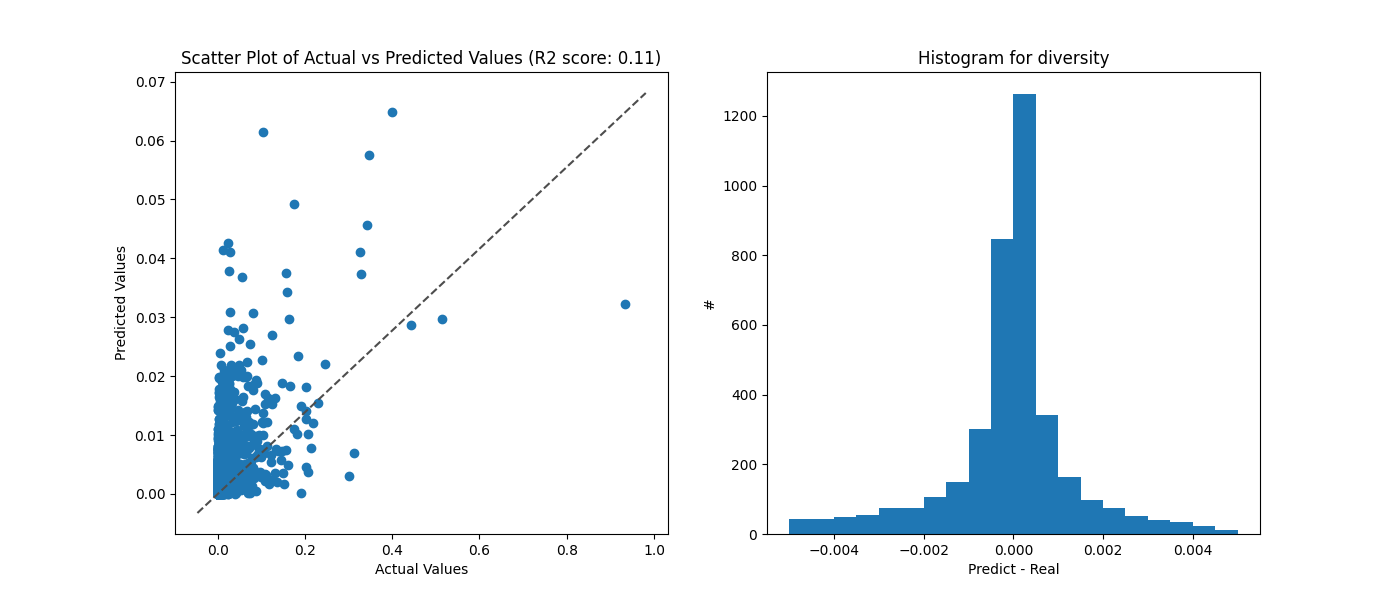 Scatter Plot of Actual vs Predicted Values (R2 score: 0.11)
0.07
0.06
0.05
0.04
0.03
0.02
0.01
0.00
Predicted Values
0.0 0.2 0.4 0.6 0.8 1.0
Actual Values
Histogram for diversity
1200
1000
800
600
400
200
0
#
−0.004 −0.002 0.000 0.002 0.004
Predict - Real